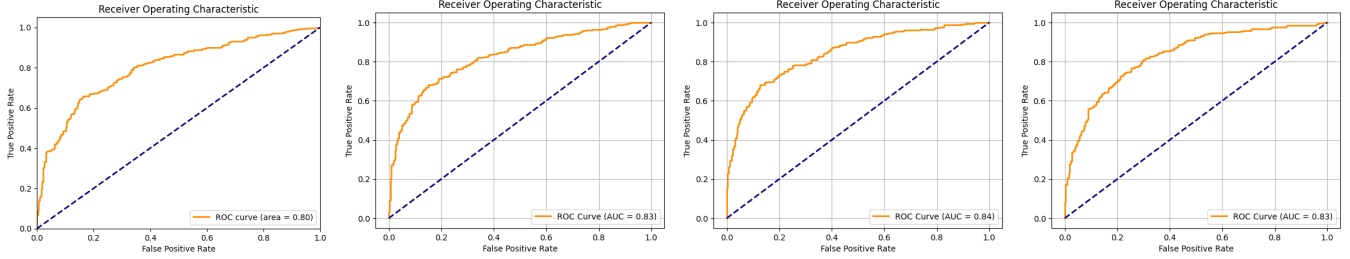 Receiver Operating Characteristic
1.0
0.8
0.6
0.4
0.2
0.0
True Positive Rate
ROC curve (area = 0.80)
0.0 0.2 0.4 0.6 0.8 1.0
False Positive Rate
Receiver Operating Characteristic
1.0
0.8
0.6
0.4
0.2
0.0
True Positive Rate
ROC Curve (AUC = 0.83)
0.0 0.2 0.4 0.6 0.8 1.0
False Positive Rate
Receiver Operating Characteristic
1.0
0.8
0.6
0.4
0.2
0.0
True Positive Rate
ROC Curve (AUC = 0.84)
0.0 0.2 0.4 0.6 0.8 1.0
False Positive Rate
Receiver Operating Characteristic
1.0
0.8
0.6
0.4
0.2
0.0
True Positive Rate
ROC Curve (AUC = 0.83)
0.0 0.2 0.4 0.6 0.8 1.0
False Positive Rate